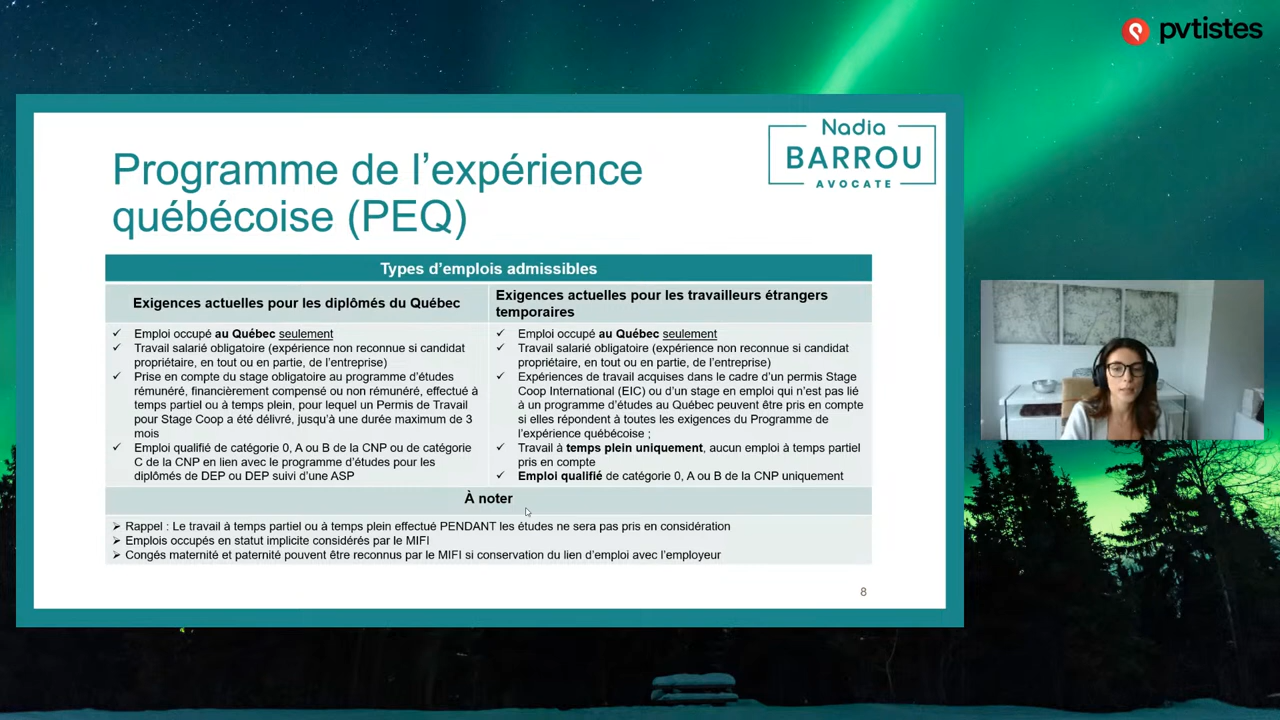 pvtistes
Nadia
BARROU
AVOCATE
Programme de l’expérience
québécoise (PEQ)
Types d’emplois admissibles
Exigences actuelles pour les diplômés du Québec
✓ Emploi occupé au Québec seulement
✓ Travail salarié obligatoire (expérience non reconnue si candidat
propriétaire, en tout ou en partie, de l’entreprise)
✓ Prise en compte du stage obligatoire au programme d’études
rémunéré, financièrement compensé ou non rémunéré, effectué à
temps partiel ou à temps plein, pour lequel un Permis de Travail
pour Stage Coop a été délivré, jusqu’à une durée maximum de 3
mois
✓ Emploi qualifié de catégorie 0, A ou B de la CNP ou de catégorie
C de la CNP en lien avec le programme d’études pour les
diplômés de DEP ou DEP suivi d’une ASP
Exigences actuelles pour les travailleurs étrangers
temporaires
✓ Emploi occupé au Québec seulement
✓ Travail salarié obligatoire (expérience non reconnue si candidat
propriétaire, en tout ou en partie, de l’entreprise)
✓ Expériences de travail acquises dans le cadre d’un permis Stage
Coop International (EIC) ou d’un stage en emploi qui n’est pas lié
à un programme d’études au Québec peuvent être pris en compte
si elles répondent à toutes les exigences du Programme de
l’expérience québécoise ;
✓ Travail à temps plein uniquement, aucun emploi à temps partiel
pris en compte
✓ Emploi qualifié de catégorie 0, A ou B de la CNP uniquement
À noter
➢ Rappel : Le travail à temps partiel ou à temps plein effectué PENDANT les études ne sera pas pris en considération
➢ Emplois occupés en statut implicite considérés par le MIFI
➢ Congés maternité et paternité pouvent être reconnus par le MIFI si conservation du lien d’emploi avec l’employeur
8